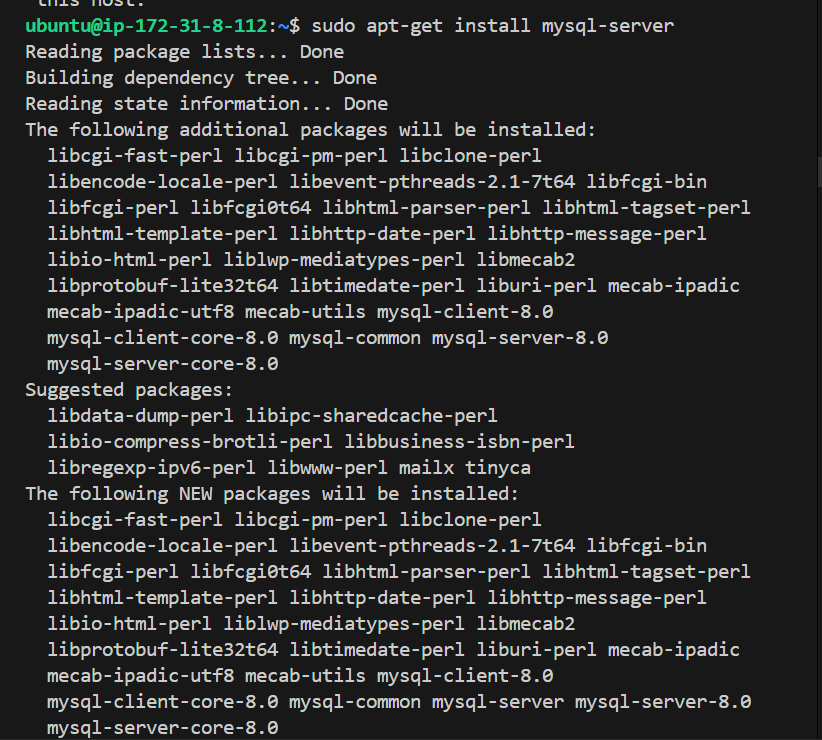 this host.
ubuntu@ip-172-31-8-112:~$ sudo apt-get install mysql-server
Reading package lists... Done
Building dependency tree... Done
Reading state information... Done
The following additional packages will be installed:
  libcgi-fast-perl libcgi-pm-perl libclone-perl
  libencode-locale-perl libevent-pthreads-2.1-7t64 libfcgi-bin
  libfcgi-perl libfcgi0t64 libhtml-parser-perl libhtml-tagset-perl
  libhtml-template-perl libhttp-date-perl libhttp-message-perl
  libio-html-perl liblwp-mediatypes-perl libmecab2
  libprotobuf-lite32t64 libtimedate-perl liburi-perl mecab-ipadic
  mecab-ipadic-utf8 mecab-utils mysql-client-8.0
  mysql-client-core-8.0 mysql-common mysql-server-8.0
  mysql-server-core-8.0
Suggested packages:
  libdata-dump-perl libipc-sharedcache-perl
  libio-compress-brotli-perl libbusiness-isbn-perl
  libregexp-ipv6-perl libwww-perl mailx tinyca
The following NEW packages will be installed:
  libcgi-fast-perl libcgi-pm-perl libclone-perl
  libencode-locale-perl libevent-pthreads-2.1-7t64 libfcgi-bin
  libfcgi-perl libfcgi0t64 libhtml-parser-perl libhtml-tagset-perl
  libhtml-template-perl libhttp-date-perl libhttp-message-perl
  libio-html-perl liblwp-mediatypes-perl libmecab2
  libprotobuf-lite32t64 libtimedate-perl liburi-perl mecab-ipadic
  mecab-ipadic-utf8 mecab-utils mysql-client-8.0
  mysql-client-core-8.0 mysql-common mysql-server mysql-server-8.0
  mysql-server-core-8.0